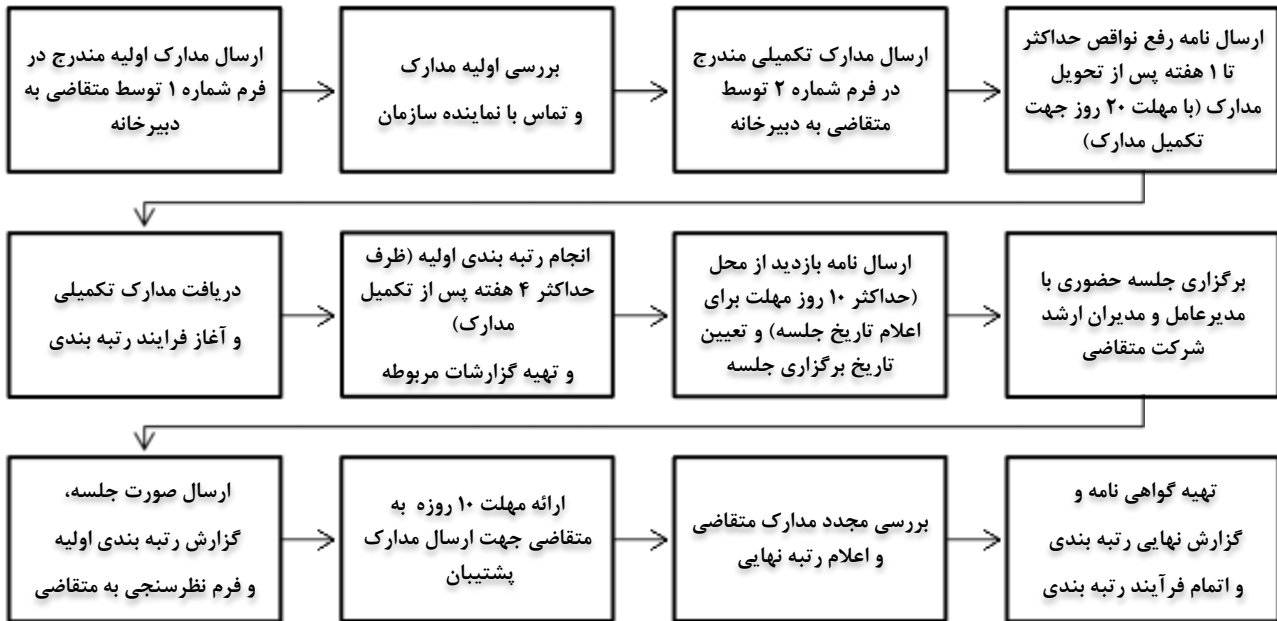 ارسال مدارک اولیه مندرج در
فرم شماره ۱ توسط متقاضی به
دبیرخانه
بررسی اولیه مدارک
و تماس با نماینده سازمان
ارسال مدارک تکمیلی مندرج
در فرم شماره ۲ توسط
متقاضی به دبیرخانه
ارسال نامه رفع نواقص حداکثر
تا ۱ هفته پس از تحویل
مدارک (با مهلت ۲۰ روز جهت
تکمیل مدارک)
دریافت مدارک تکمیلی
و آغاز فرایند رتبه بندی
انجام رتبه بندی اولیه (ظرف
حداکثر ۴ هفته پس از تکمیل
مدارک)
و تهیه گزارشات مربوطه
ارسال نامه بازدید از محل
(حداکثر ۱۰ روز مهلت برای
اعلام تاریخ جلسه) و تعیین
تاریخ برگزاری جلسه
برگزاری جلسه حضوری با
مدیرعامل و مدیران ارشد
شرکت متقاضی
ارسال صورت جلسه،
گزارش رتبه بندی اولیه
و فرم نظرسنجی به متقاضی
ارائه مهلت ۱۰ روزه به
متقاضی جهت ارسال مدارک
پشتیبان
بررسی مجدد مدارک متقاضی
و اعلام رتبه نهایی
تهیه گواهی نامه و
گزارش نهایی رتبه بندی
و اتمام فرآیند رتبه بندی